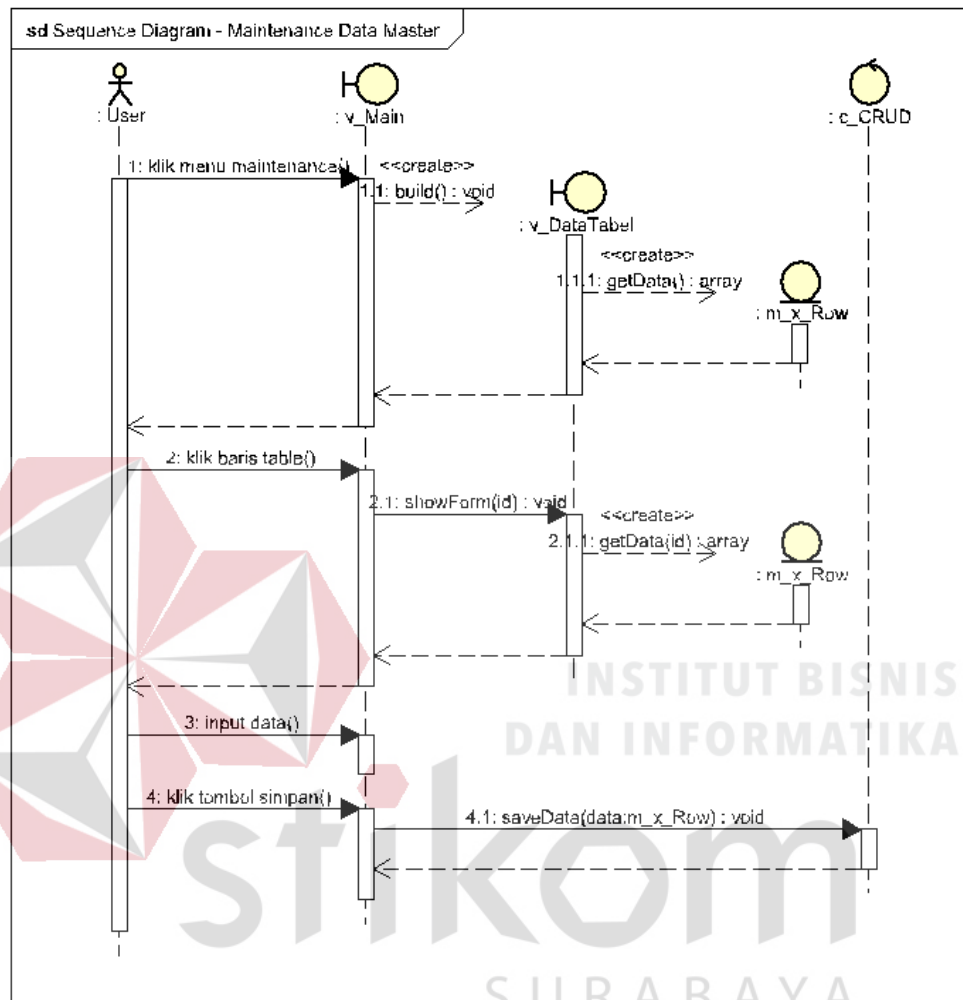 sd Sequence Diagram - Maintenance Data Master
: User
: v_Main
: c_CRUD
1: klik menu maintenance()
<<create>>
1.1: build() : void
: v_DataTabel
<<create>>
1.1.1: getData() : array
: m_x_Row
2: klik baris table()
2.1: showForm(id) : void
<<create>>
2.1.1: getData(id) : array
: m_x_Row
INSTITUT BISNIS
DAN INFORMATIKA
3: input data()
4: klik tombol simpan()
4.1: saveData(data:m_x_Row) : void
stikom
SURABAYA